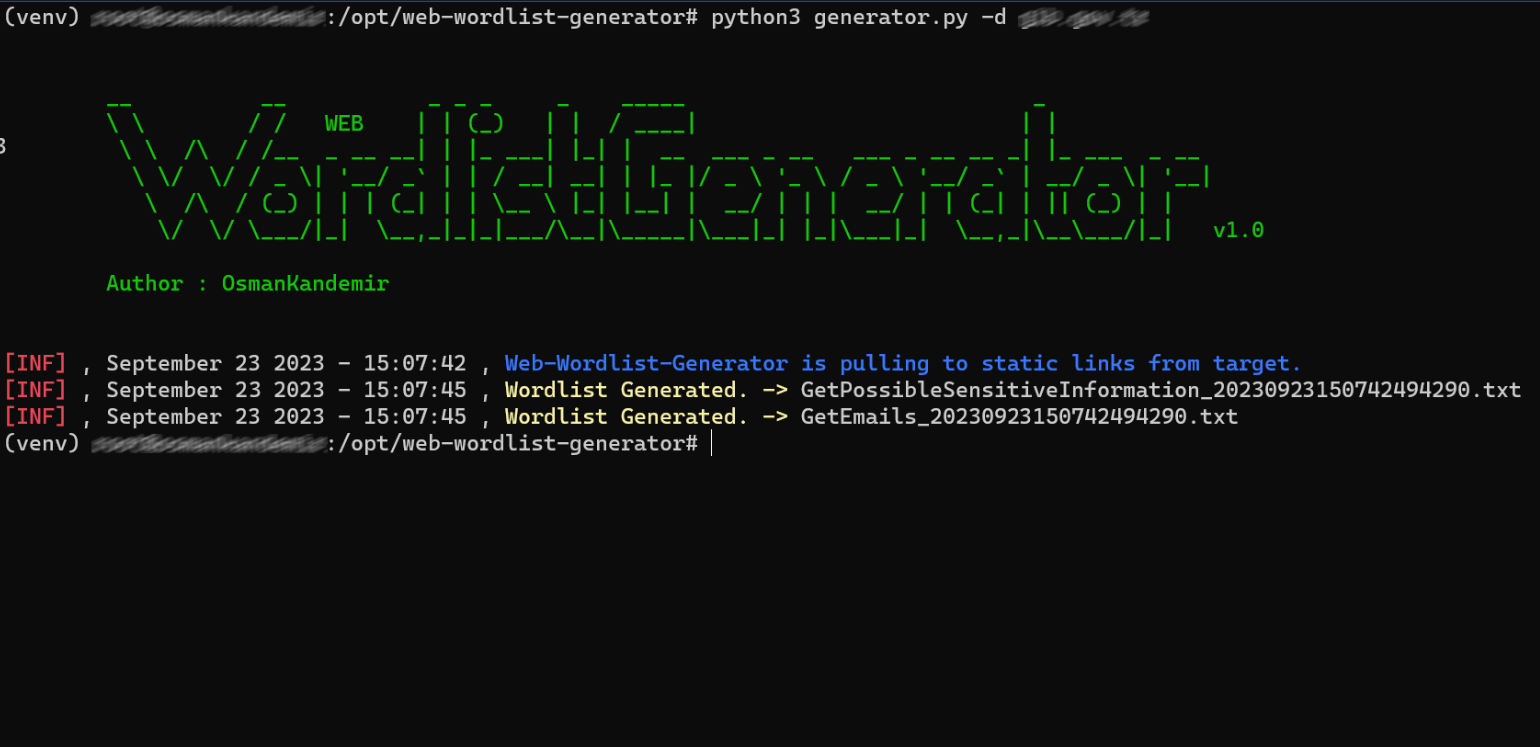 (venv) :/opt/web-wordlist-generator# python3 generator.py -d
WEB
WordlistGenerator
v1.0
Author : OsmanKandemir
[INF] , September 23 2023 - 15:07:42 , Web-Wordlist-Generator is pulling to static links from target.
[INF] , September 23 2023 - 15:07:45 , Wordlist Generated. -> GetPossibleSensitiveInformation_20230923150742494290.txt
[INF] , September 23 2023 - 15:07:45 , Wordlist Generated. -> GetEmails_20230923150742494290.txt
(venv) :/opt/web-wordlist-generator#